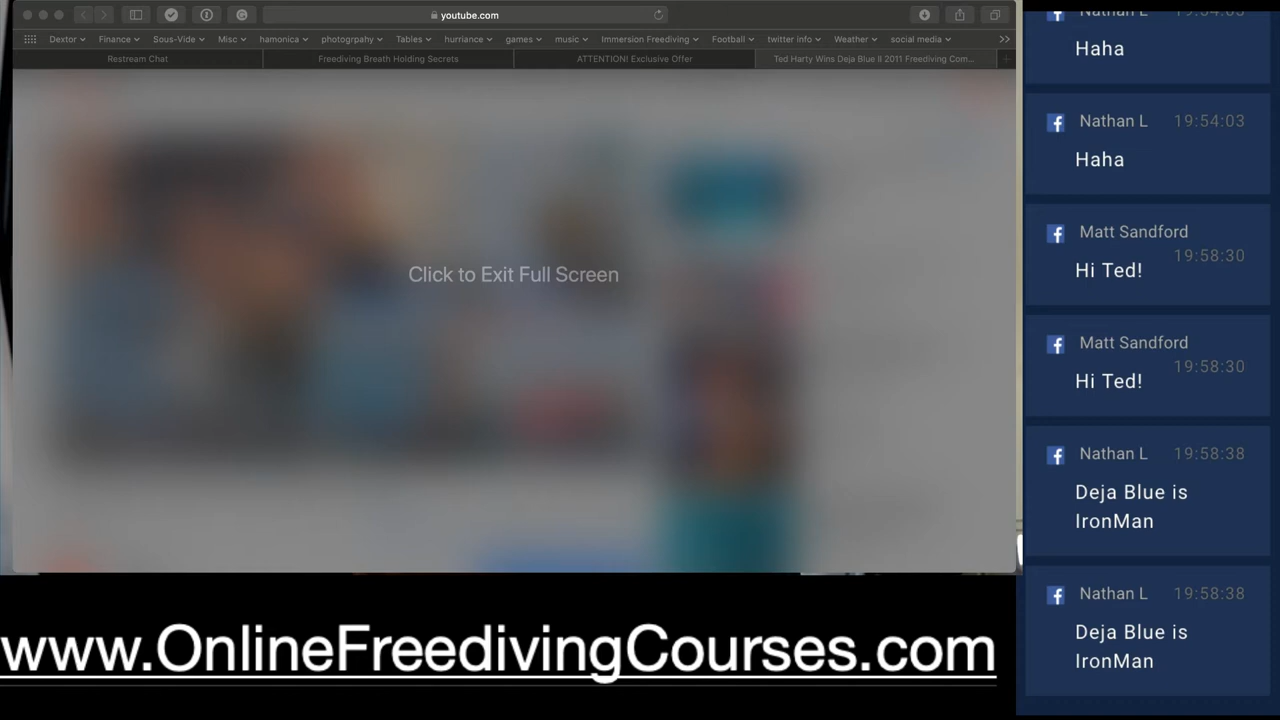 youtube.com
Dextor Finance Sous-Vide Misc hamonica photogrpahy Tables hurriance games music Immersion Freediving Football twitter info Weather social media
Restream Chat Freediving Breath Holding Secrets ATTENTION! Exclusive Offer Ted Harty Wins Deja Blue II 2011 Freediving Com...
Click to Exit Full Screen
www.OnlineFreedivingCourses.com
Nathan L 19:54:03
Haha
Nathan L 19:54:03
Haha
Matt Sandford
19:58:30
Hi Ted!
Matt Sandford
19:58:30
Hi Ted!
Nathan L 19:58:38
Deja Blue is
IronMan
Nathan L 19:58:38
Deja Blue is
IronMan